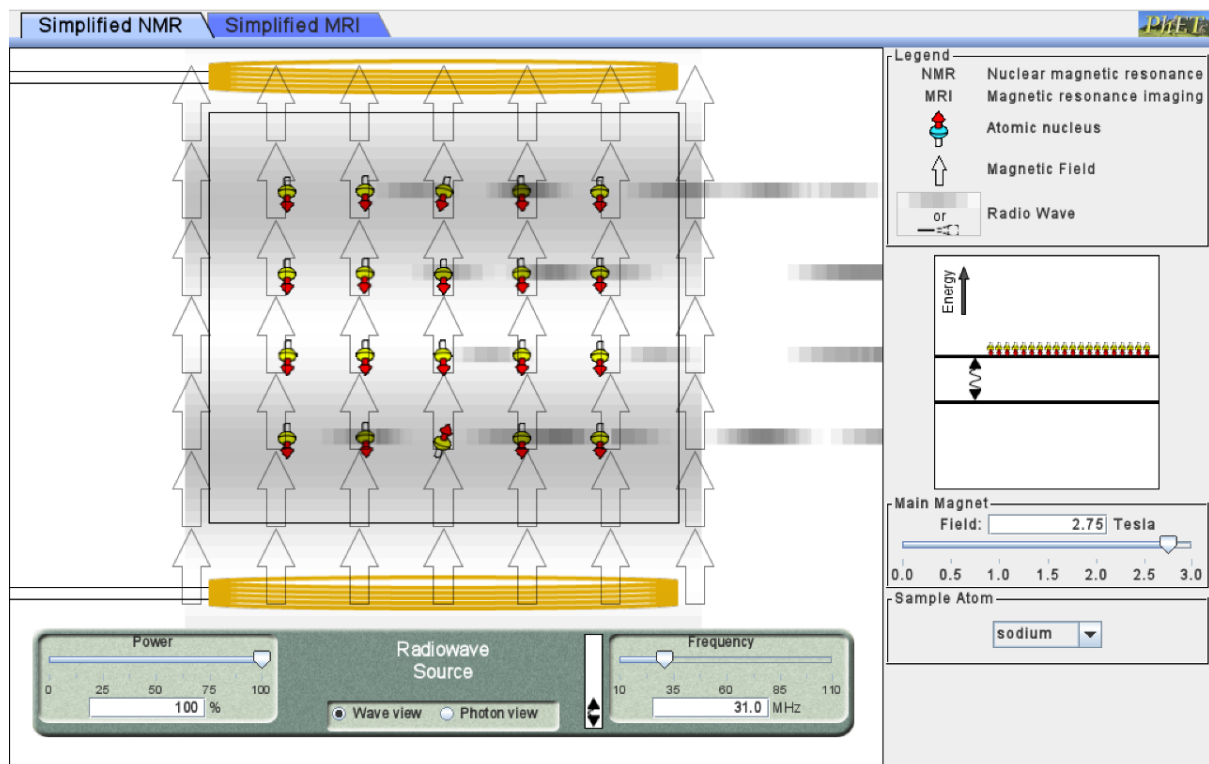 Simplified NMR
Simplified MRI
PhET
Legend
NMR Nuclear magnetic resonance
MRI Magnetic resonance imaging
Atomic nucleus
Magnetic Field
or
Radio Wave
Energy
Main Magnet
Field: 2.75 Tesla
0.0 0.5 1.0 1.5 2.0 2.5 3.0
Sample Atom
sodium
Power
0 25 50 75 100
100 %
Radiowave
Source
Wave view Photon view
Frequency
10 35 60 85 110
31.0 MHz